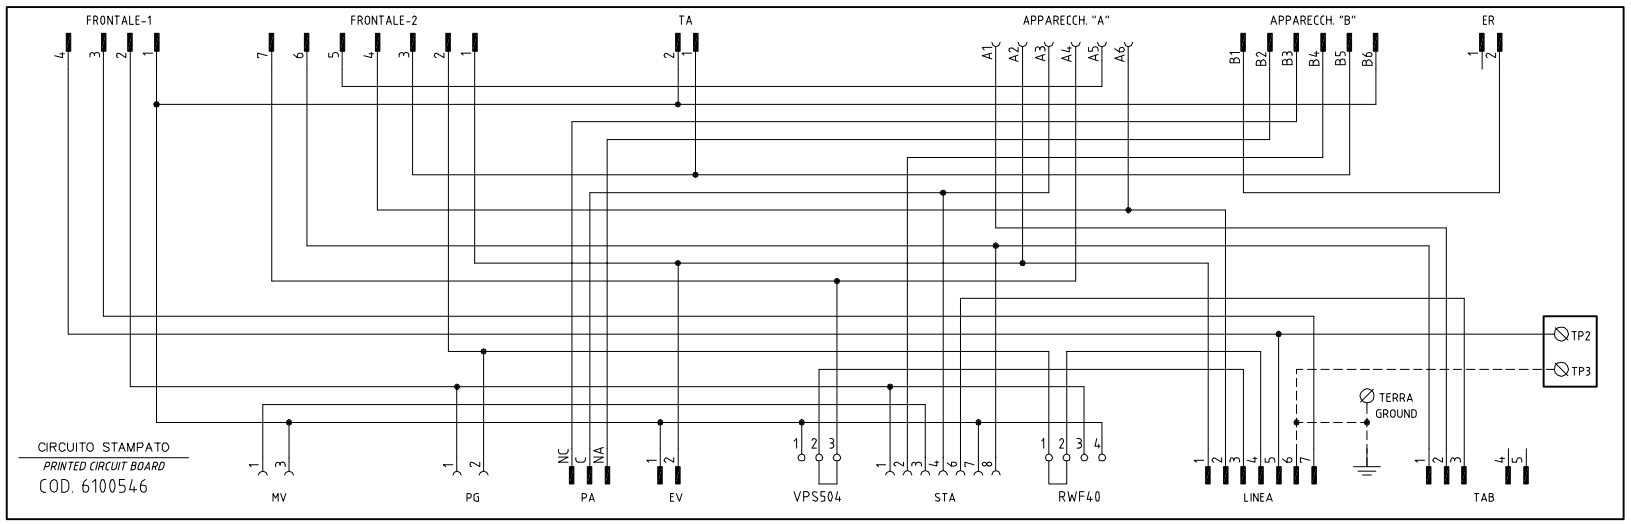 FRONTALE-1 FRONTALE-2 TA APPARECCH. "A" APPARECCH. "B" ER
4 3 2 1 7 6 5 4 3 2 1 2 1 A1 A2 A3 A4 A5 A6 B1 B2 B3 B4 B5 B6 1 2
TP2
TP3
TERRA
GROUND
CIRCUITO STAMPATO
PRINTED CIRCUIT BOARD
COD. 6100546
1 3 1 2 NC C NA 1 2 1 2 3 1 2 3 4 6 7 8 1 2 3 4 1 2 3 4 5 6 7 1 2 3 4 5
MV PG PA EV VPS504 STA RWF40 LINEA TAB